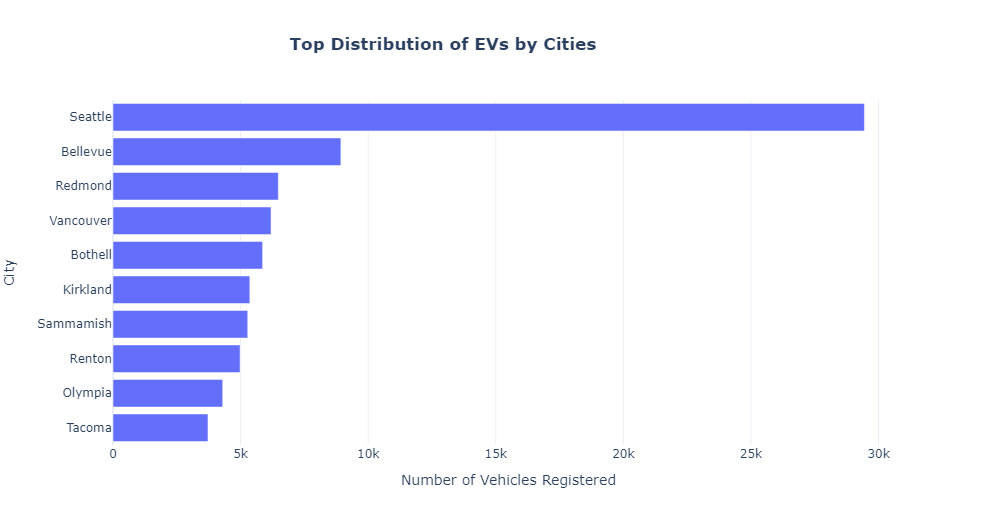 Top Distribution of EVs by Cities
City
Seattle
Bellevue
Redmond
Vancouver
Bothell
Kirkland
Sammamish
Renton
Olympia
Tacoma
0 5k 10k 15k 20k 25k 30k
Number of Vehicles Registered